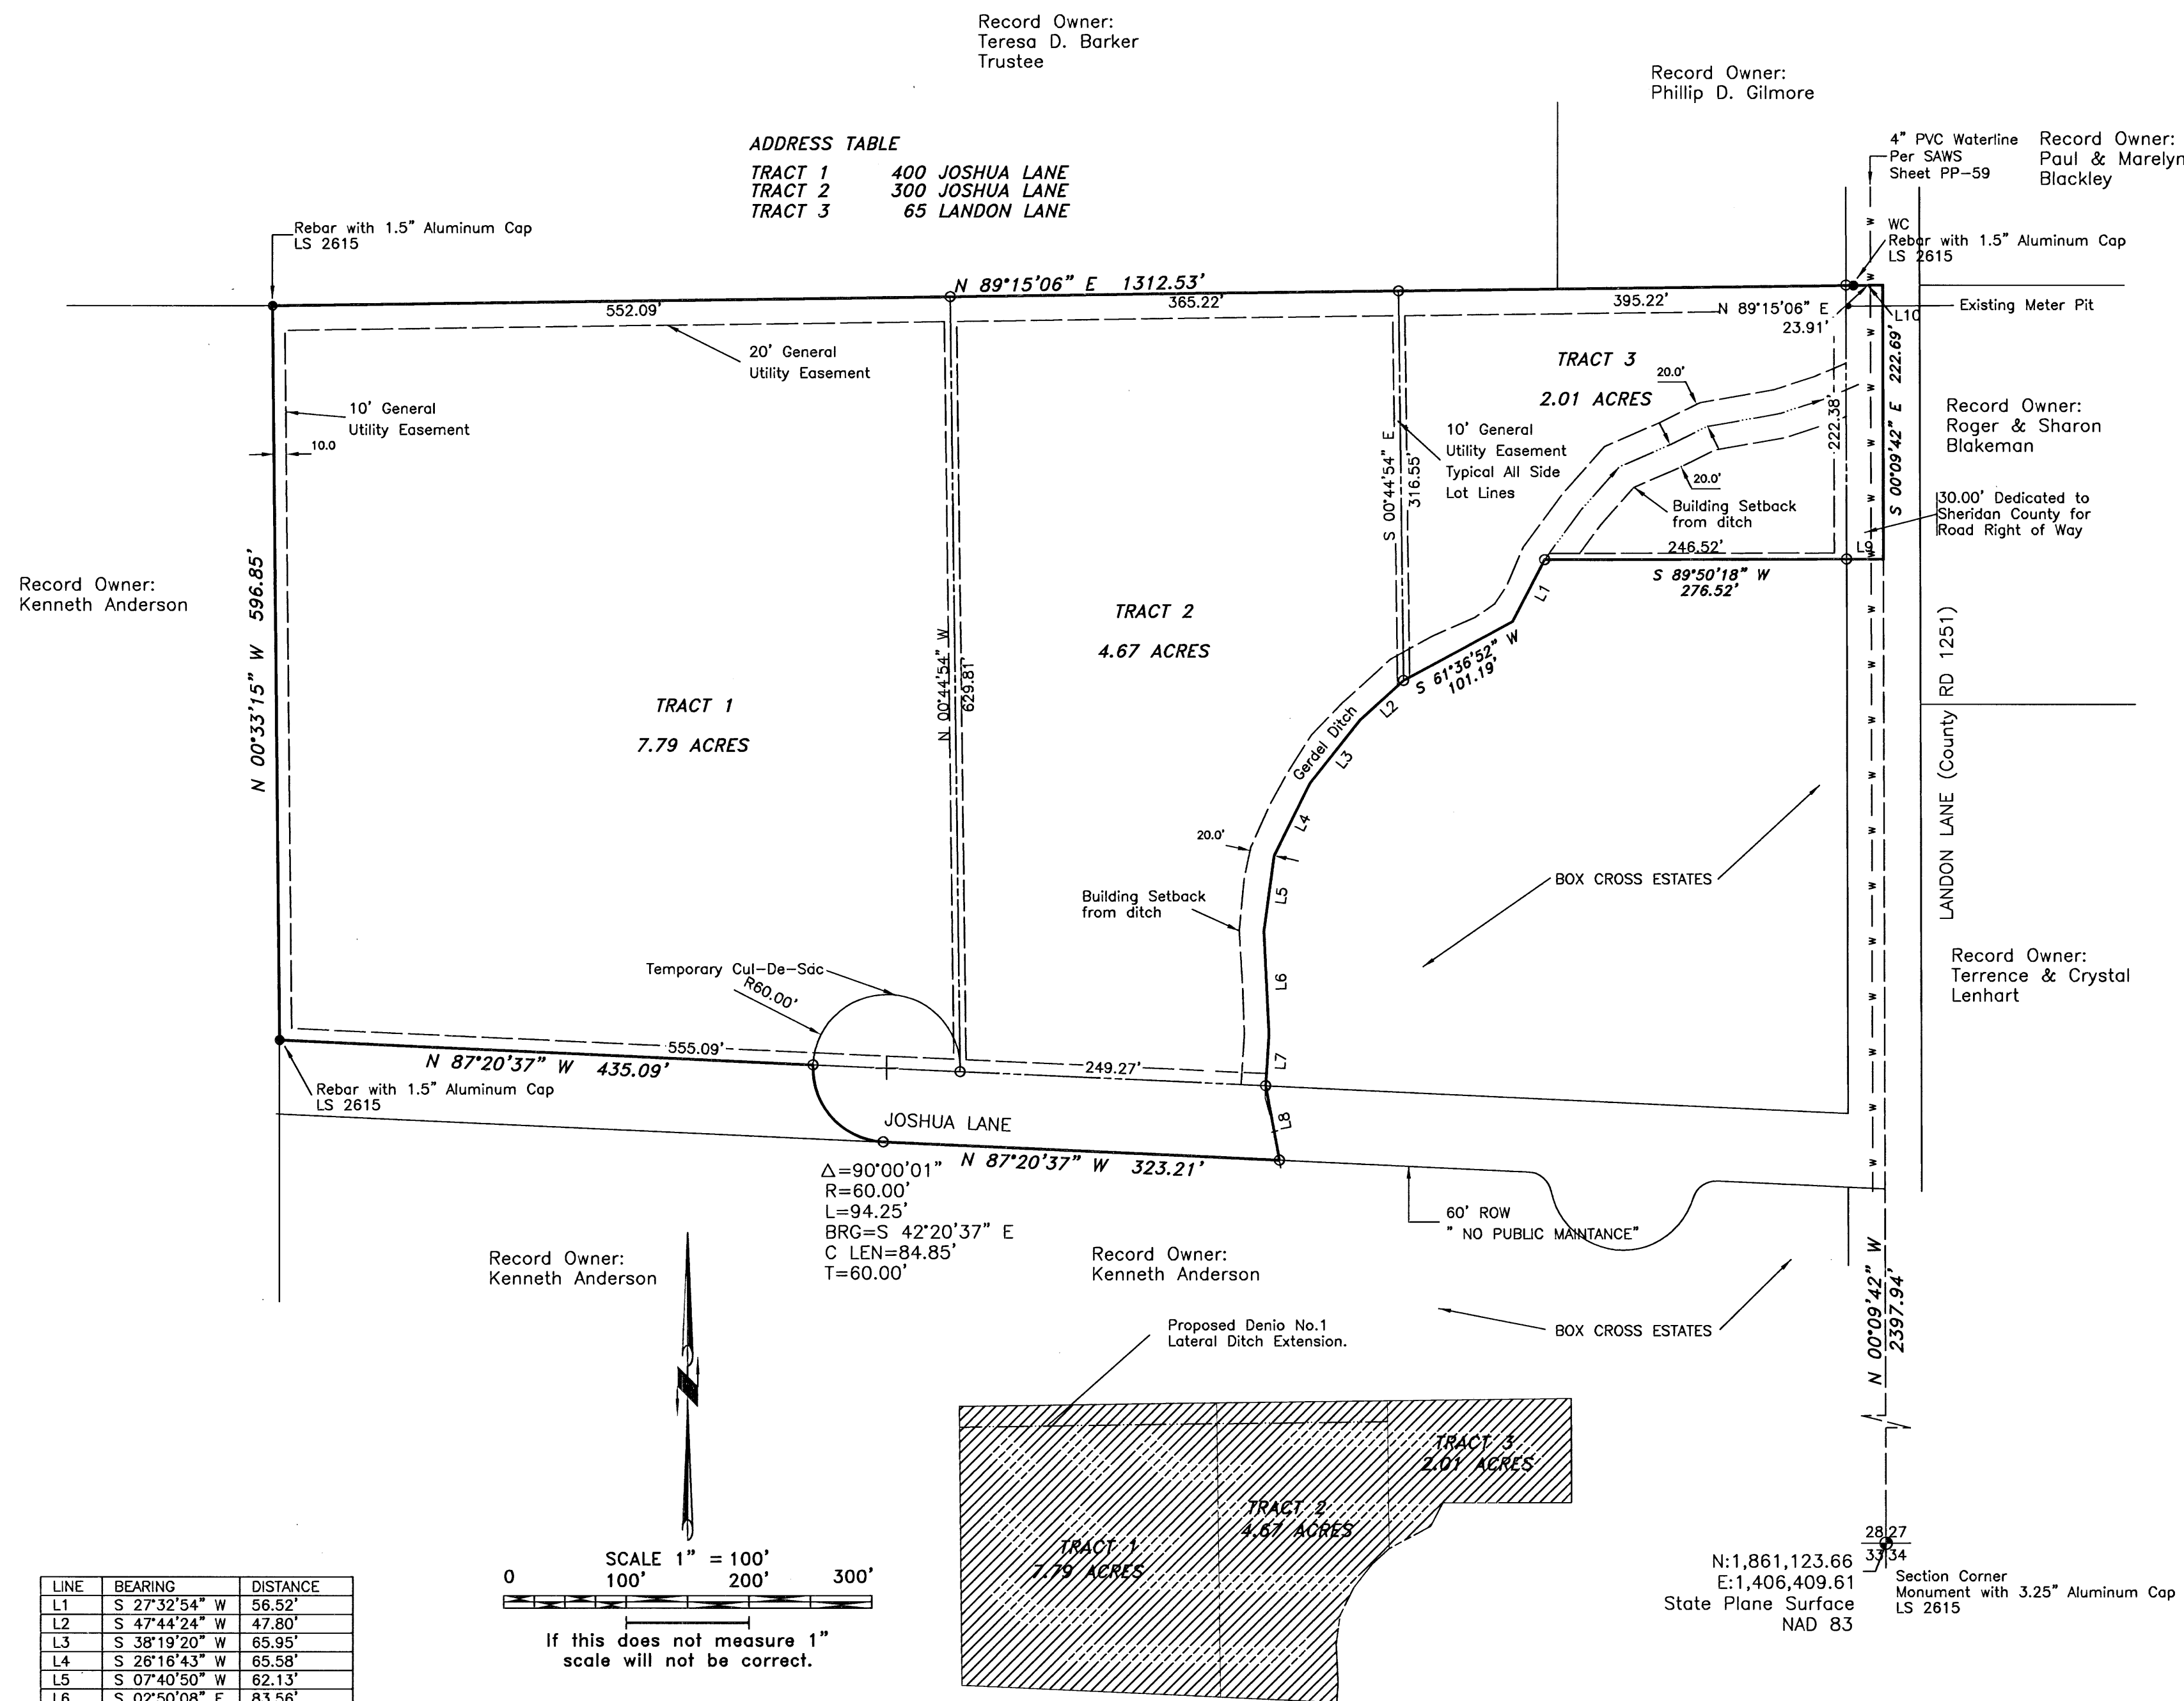 Record Owner:
Teresa D. Barker
Trustee
Record Owner:
Phillip D. Gilmore
4" PVC Waterline
Per SAWS
Sheet PP-59
Record Owner:
Paul & Marelyn
Blackley
ADDRESS TABLE
TRACT 1 400 JOSHUA LANE
TRACT 2 300 JOSHUA LANE
TRACT 3 65 LANDON LANE
Rebar with 1.5" Aluminum Cap
LS 2615
WC
Rebar with 1.5" Aluminum Cap
LS 2615
N 89°15'06" E 1312.53'
552.09'
365.22'
395.22'
N 89°15'06" E
23.91'
L10
Existing Meter Pit
20' General
Utility Easement
10' General
Utility Easement
10.0
TRACT 3
2.01 ACRES
20.0'
20.0'
222.38'
S 00°09'42" E 222.69'
Record Owner:
Roger & Sharon
Blakeman
10' General
Utility Easement
Typical All Side
Lot Lines
S 00°44'54" E
316.55'
Building Setback
from ditch
30.00' Dedicated to
Sheridan County for
Road Right of Way
246.52'
L9
S 89°50'18" W
276.52'
L1
Record Owner:
Kenneth Anderson
N 00°33'15" W 596.85'
TRACT 2
4.67 ACRES
N 00°44'54" W
629.81'
S 61°36'52" W
101.19'
TRACT 1
7.79 ACRES
L2
Gerdel Ditch
L3
L4
20.0'
L5
L6
L7
L8
LANDON LANE (County RD 1251)
BOX CROSS ESTATES
Building Setback
from ditch
Record Owner:
Terrence & Crystal
Lenhart
Temporary Cul-De-Sac
R60.00'
555.09'
N 87°20'37" W 435.09'
249.27'
Rebar with 1.5" Aluminum Cap
LS 2615
JOSHUA LANE
N 87°20'37" W 323.21'
Δ=90°00'01"
R=60.00'
L=94.25'
BRG=S 42°20'37" E
C LEN=84.85'
T=60.00'
60' ROW
" NO PUBLIC MAINTANCE"
Record Owner:
Kenneth Anderson
Record Owner:
Kenneth Anderson
N 00°09'42" W
2397.94'
Proposed Denio No.1
Lateral Ditch Extension.
BOX CROSS ESTATES
TRACT 3
2.01 ACRES
TRACT 2
4.67 ACRES
TRACT 1
7.79 ACRES
SCALE 1" = 100'
0 100' 200' 300'
If this does not measure 1"
scale will not be correct.
28 27
33 34
N:1,861,123.66
E:1,406,409.61
State Plane Surface
NAD 83
Section Corner
Monument with 3.25" Aluminum Cap
LS 2615
LINE BEARING DISTANCE
L1 S 27°32'54" W 56.52'
L2 S 47°44'24" W 47.80'
L3 S 38°19'20" W 65.95'
L4 S 26°16'43" W 65.58'
L5 S 07°40'50" W 62.13'
L6 S 02°50'08" E 83.56'